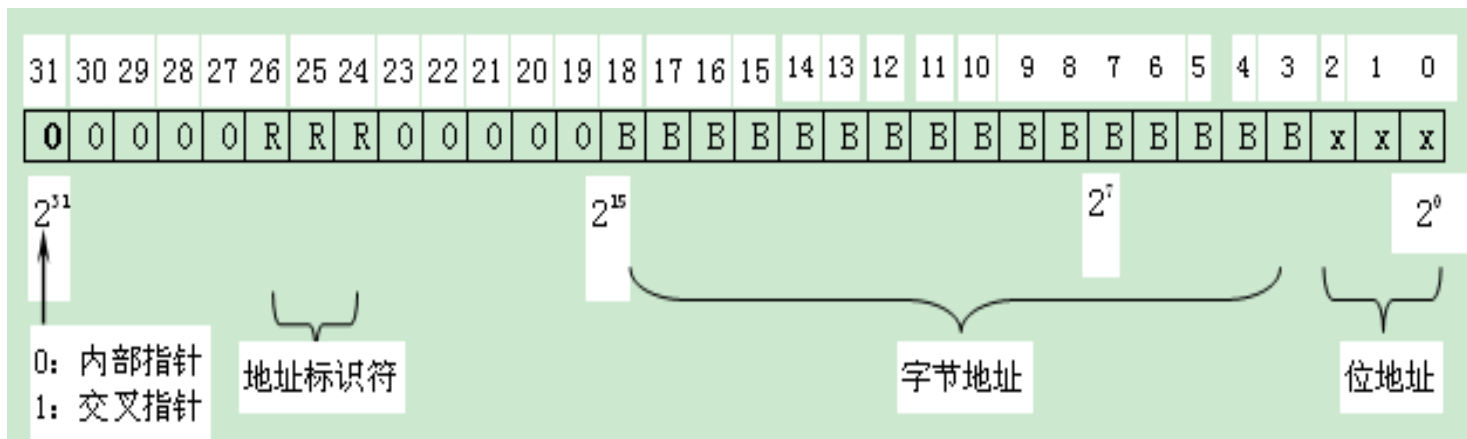 31 30 29 28 27 26 25 24 23 22 21 20 19 18 17 16 15 14 13 12 11 10 9 8 7 6 5 4 3 2 1 0
0 0 0 0 0 R R R 0 0 0 0 0 B B B B B B B B B B B B B B B B x x x
2³¹ 2¹⁵ 2⁷ 2⁰
0: 内部指针
1: 交叉指针
地址标识符
字节地址
位地址